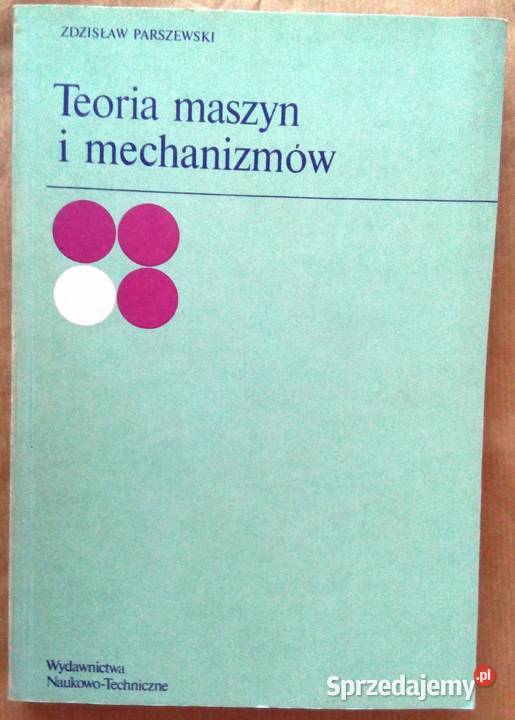 ZDZISŁAW PARSZEWSKI
Teoria maszyn
i mechanizmów
Wydawnictwa
Naukowo-Techniczne
Sprzedajemy.pl